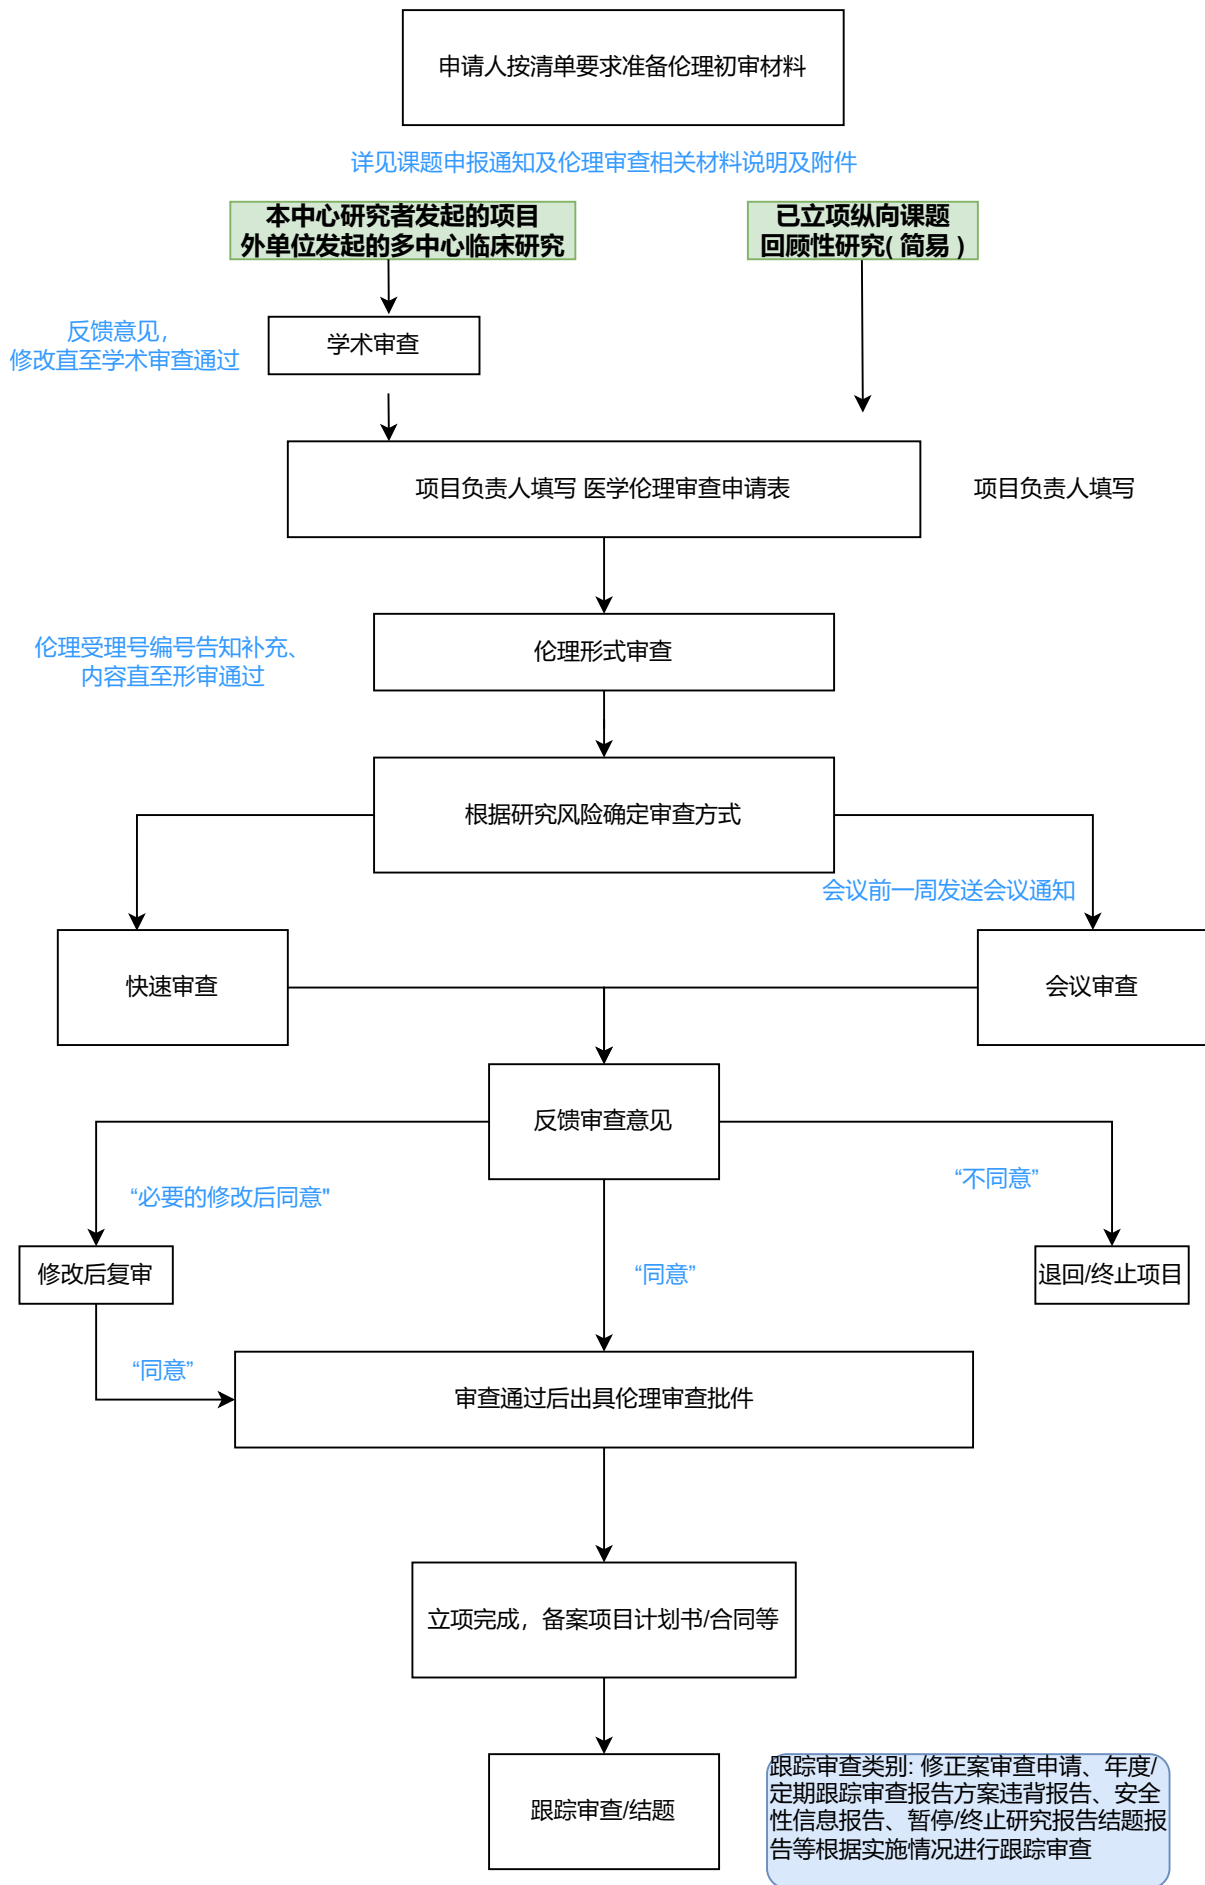 申请人按清单要求准备伦理初审材料
详见课题申报通知及伦理审查相关材料说明及附件
本中心研究者发起的项目
外单位发起的多中心临床研究
已立项纵向课题
回顾性研究( 简易 )
反馈意见,
修改直至学术审查通过
学术审查
项目负责人填写 医学伦理审查申请表
项目负责人填写
伦理受理号编号告知补充、
内容直至形审通过
伦理形式审查
根据研究风险确定审查方式
会议前一周发送会议通知
快速审查
会议审查
反馈审查意见
“必要的修改后同意"
“不同意”
修改后复审
“同意”
退回/终止项目
“同意”
审查通过后出具伦理审查批件
立项完成，备案项目计划书/合同等
跟踪审查/结题
跟踪审查类别: 修正案审查申请、年度/
定期跟踪审查报告方案违背报告、安全
性信息报告、暂停/终止研究报告结题报
告等根据实施情况进行跟踪审查